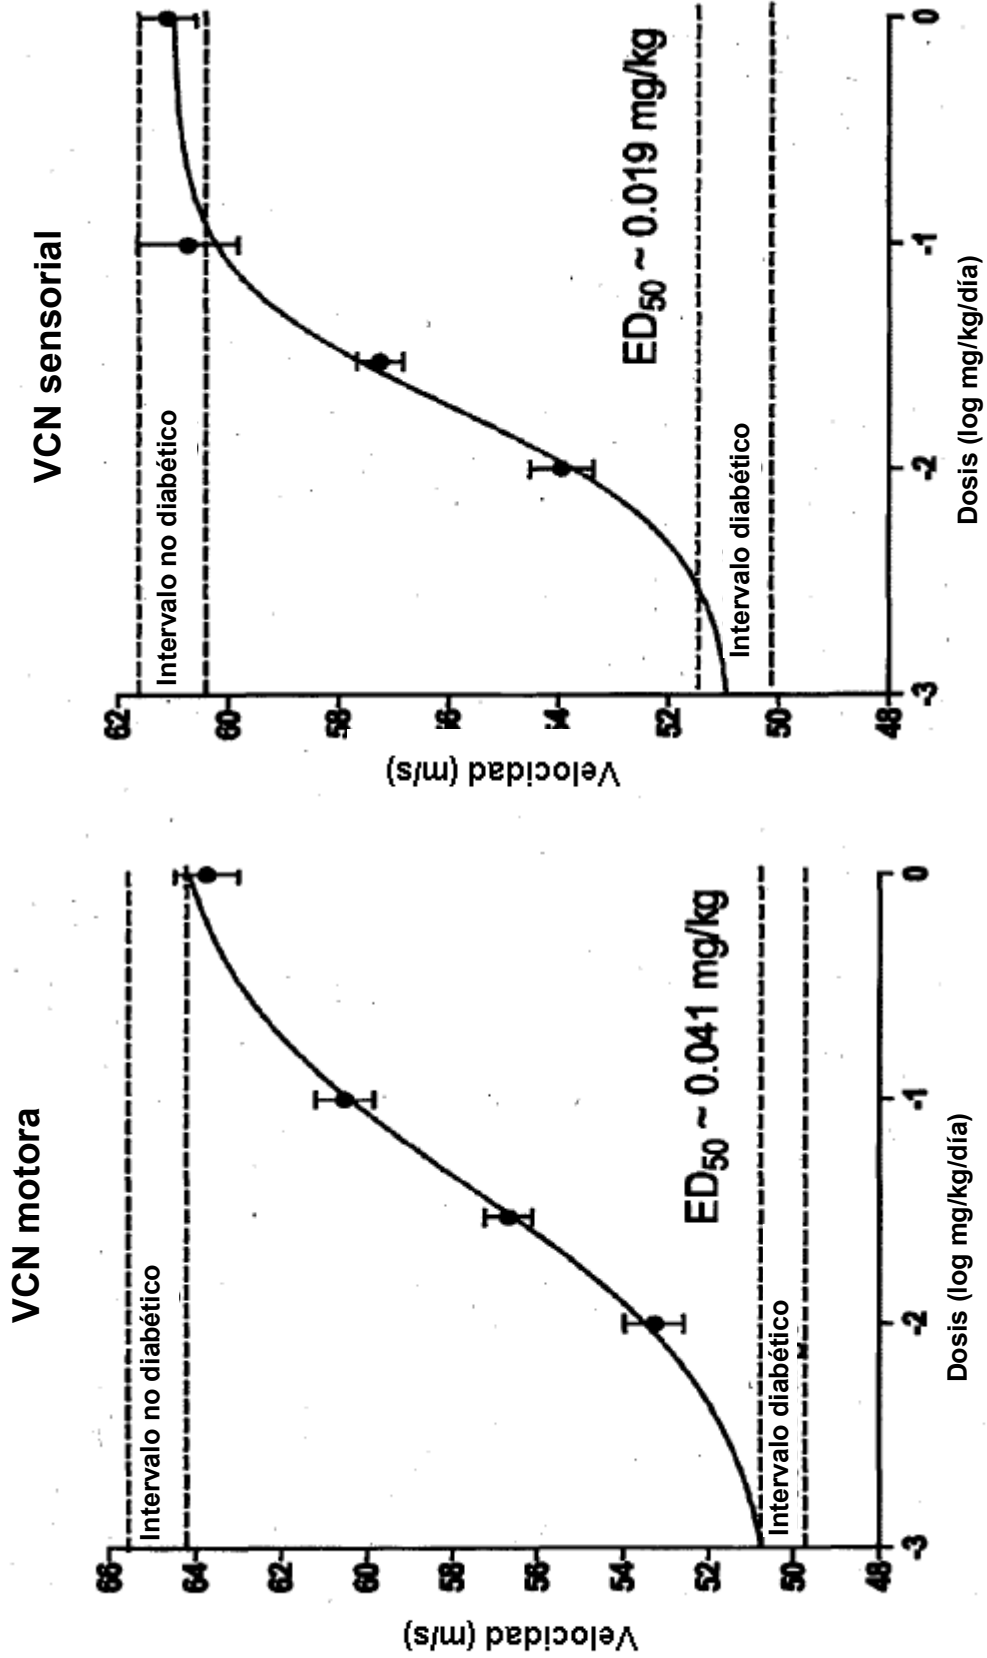 VCN motora
Velocidad (m/s)
66
64
62
60
58
56
54
52
50
48
Intervalo no diabético
ED50 ~ 0.041 mg/kg
Intervalo diabético
-3
-2
-1
0
Dosis (log mg/kg/día)
VCN sensorial
Velocidad (m/s)
62
60
58
56
54
52
50
48
Intervalo no diabético
ED50 ~ 0.019 mg/kg
Intervalo diabético
-3
-2
-1
0
Dosis (log mg/kg/día)